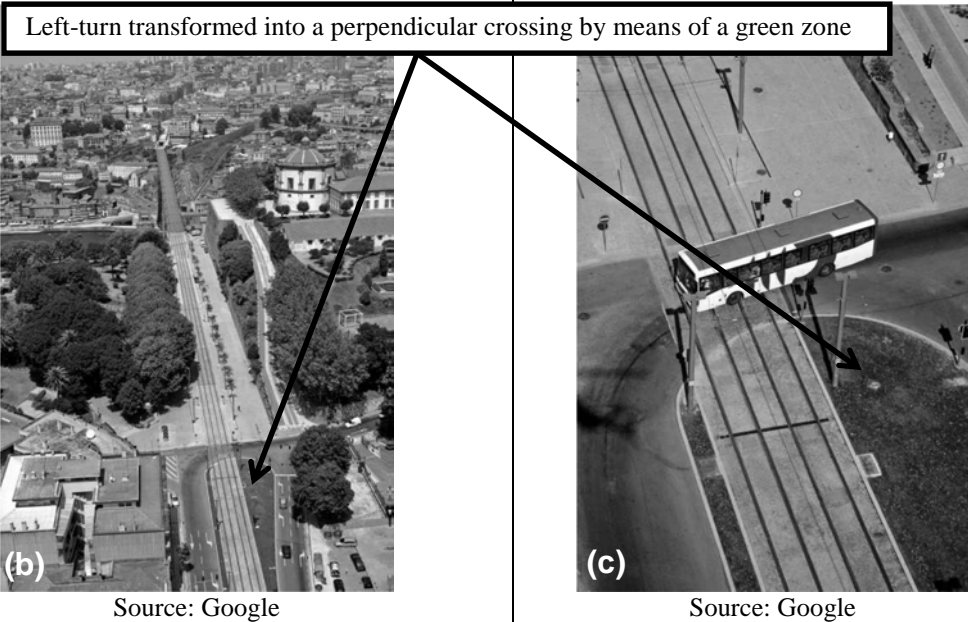 Left-turn transformed into a perpendicular crossing by means of a green zone
(b)
(c)
Source: Google
Source: Google